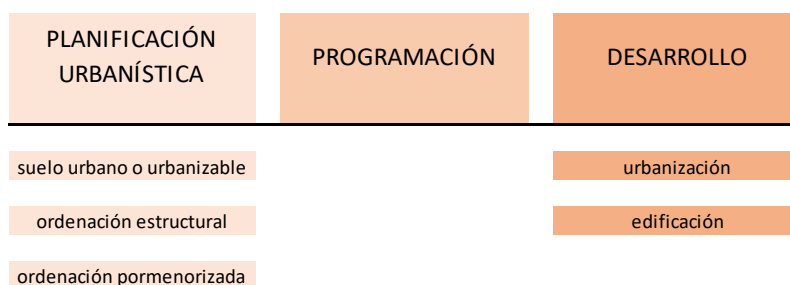 PLANIFICACIÓN
URBANÍSTICA
PROGRAMACIÓN
DESARROLLO
suelo urbano o urbanizable
urbanización
ordenación estructural
edificación
ordenación pormenorizada